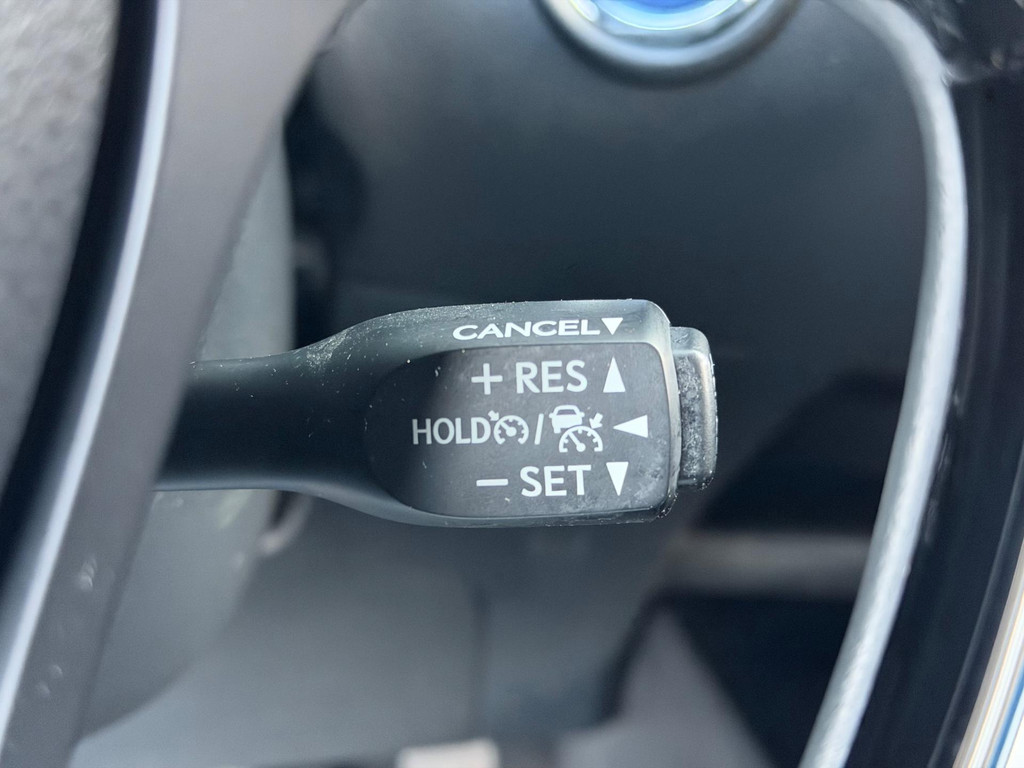 CANCEL▼
+ RES ▲
HOLD / ◀
− SET ▼